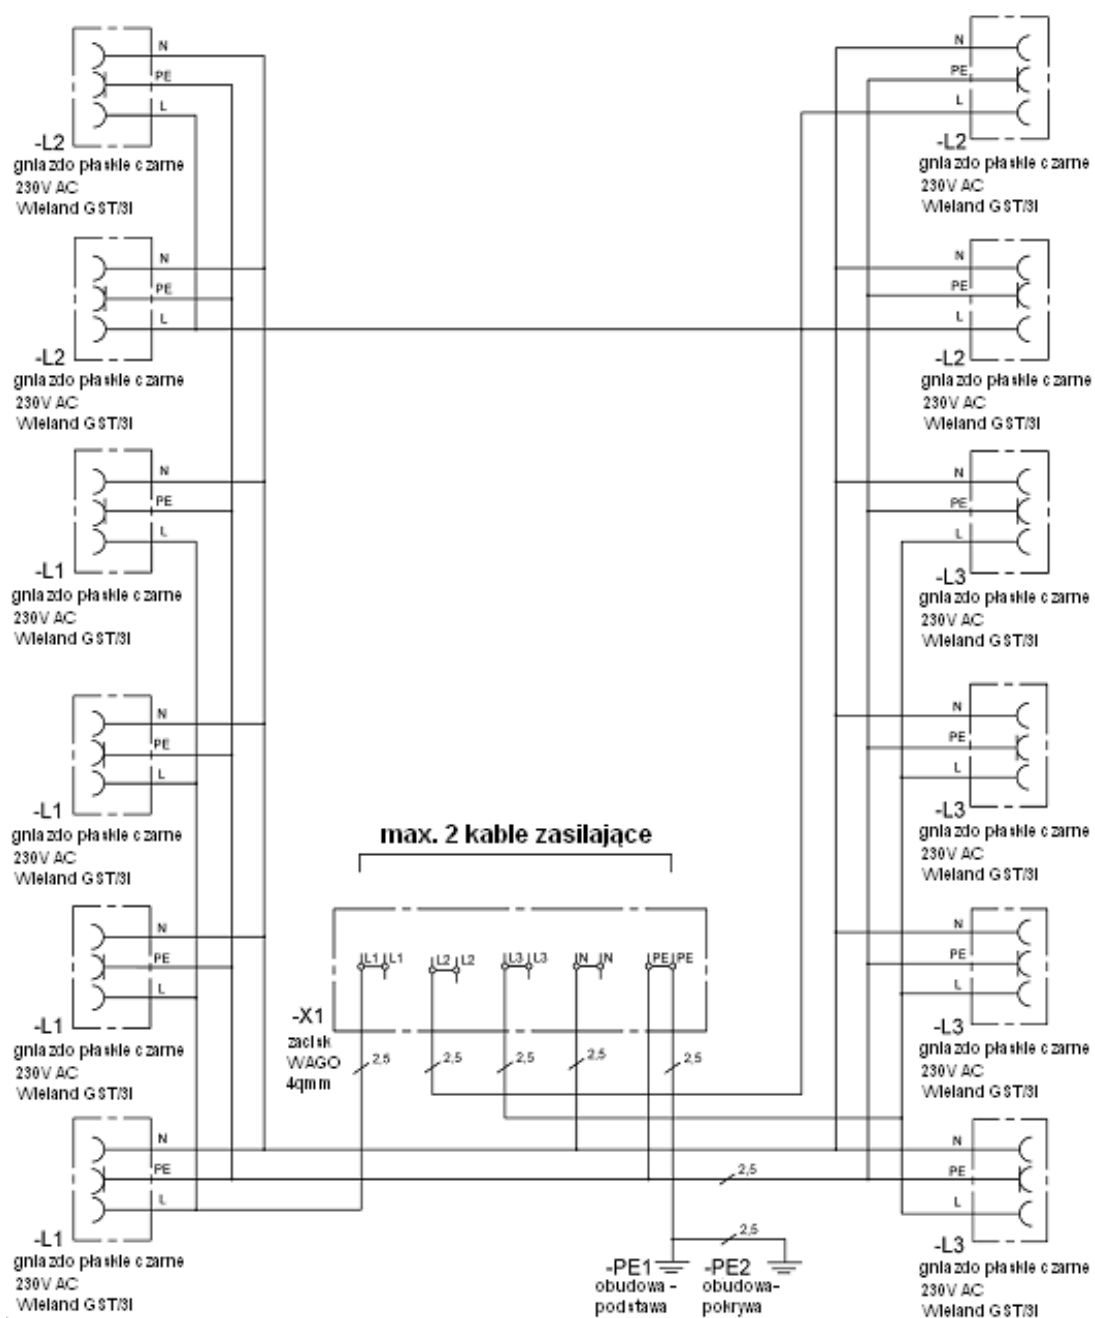 N
PE
L
-L2
gniazdo płaskie czarne
230V AC
Wieland GST/3I
N
PE
L
-L2
gniazdo płaskie czarne
230V AC
Wieland GST/3I
N
PE
L
-L1
gniazdo płaskie czarne
230V AC
Wieland GST/3I
N
PE
L
-L1
gniazdo płaskie czarne
230V AC
Wieland GST/3I
N
PE
L
-L1
gniazdo płaskie czarne
230V AC
Wieland GST/3I
N
PE
L
-L1
gniazdo płaskie czarne
230V AC
Wieland GST/3I
max. 2 kable zasilające
L1 L1 L2 L2 L3 L3 N N PE PE
-X1
zacisk
WAGO
4qmm
2,5 2,5 2,5 2,5 2,5
2,5
2,5
-PE1
obudowa -
podstawa
-PE2
obudowa-
pokrywa
N
PE
L
-L2
gniazdo płaskie czarne
230V AC
Wieland GST/3I
N
PE
L
-L2
gniazdo płaskie czarne
230V AC
Wieland GST/3I
N
PE
L
-L3
gniazdo płaskie czarne
230V AC
Wieland GST/3I
N
PE
L
-L3
gniazdo płaskie czarne
230V AC
Wieland GST/3I
N
PE
L
-L3
gniazdo płaskie czarne
230V AC
Wieland GST/3I
N
PE
L
-L3
gniazdo płaskie czarne
230V AC
Wieland GST/3I